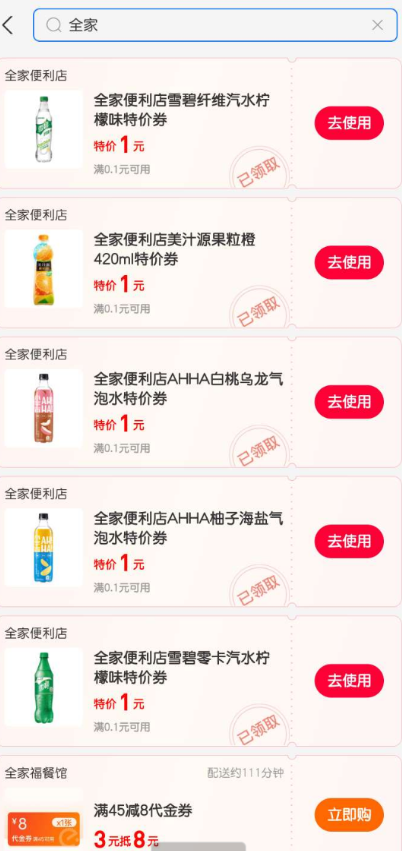 全家
全家便利店
全家便利店雪碧纤维汽水柠
檬味特价券
特价1元
满0.1元可用
已领取
去使用
全家便利店
全家便利店美汁源果粒橙
420ml特价券
特价1元
满0.1元可用
已领取
去使用
全家便利店
全家便利店AHHA白桃乌龙气
泡水特价券
特价1元
满0.1元可用
已领取
去使用
全家便利店
全家便利店AHHA柚子海盐气
泡水特价券
特价1元
满0.1元可用
已领取
去使用
全家便利店
全家便利店雪碧零卡汽水柠
檬味特价券
特价1元
满0.1元可用
已领取
去使用
全家福餐馆
配送约111分钟
满45减8代金券
¥8
x1张
代金券 满45可用
3元抵8元
立即购